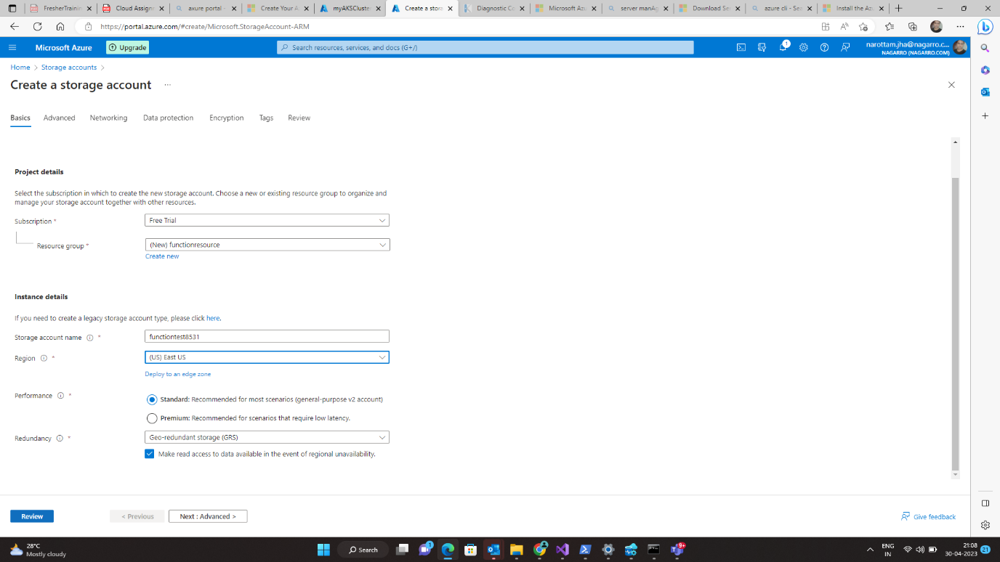 FresherTrainin
Cloud Assignm
axure portal -
Create Your A
myAKSCluster
Create a stora
Diagnostic Co
Microsoft Azu
server manAg
Download Ser
azure cli - Sea
Install the Azu
https://portal.azure.com/#create/Microsoft.StorageAccount-ARM
Microsoft Azure
Upgrade
Search resources, services, and docs (G+/)
1
narottam.jha@nagarro.c...
NAGARRO (NAGARRO.COM)
Home > Storage accounts >
Create a storage account ...
Basics Advanced Networking Data protection Encryption Tags Review
Project details
Select the subscription in which to create the new storage account. Choose a new or existing resource group to organize and
manage your storage account together with other resources.
Subscription *
Free Trial
Resource group *
(New) functionresource
Create new
Instance details
If you need to create a legacy storage account type, please click here.
Storage account name *
functiontest8531
Region *
(US) East US
Deploy to an edge zone
Performance *
Standard: Recommended for most scenarios (general-purpose v2 account)
Premium: Recommended for scenarios that require low latency.
Redundancy *
Geo-redundant storage (GRS)
Make read access to data available in the event of regional unavailability.
Review
< Previous
Next : Advanced >
Give feedback
28°C
Mostly cloudy
Search
1
9+
ENG
IN
21:08
30-04-2023
21